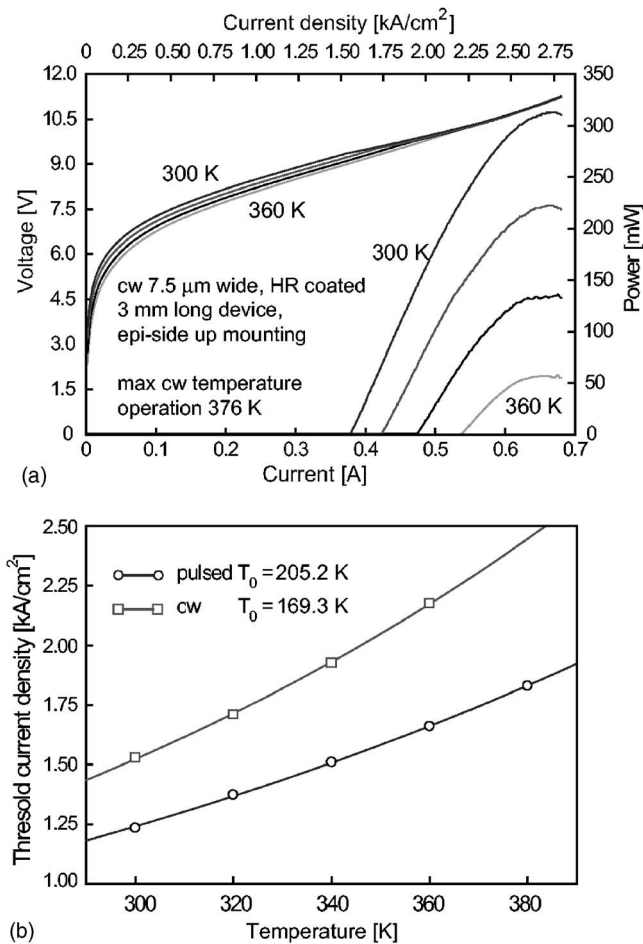 Current density [kA/cm²]
0 0.25 0.50 0.75 1.00 1.25 1.50 1.75 2.00 2.25 2.50 2.75
12.0
10.5
9.0
7.5
6.0
4.5
3.0
1.5
0
Voltage [V]
350
300
250
200
150
100
50
0
Power [mW]
300 K
360 K
300 K
360 K
cw 7.5 μm wide, HR coated
3 mm long device,
epi-side up mounting
max cw temperature
operation 376 K
0 0.1 0.2 0.3 0.4 0.5 0.6 0.7
(a)
Current [A]
2.50
2.25
2.00
1.75
1.50
1.25
1.00
Thresold current density [kA/cm²]
pulsed T₀ = 205.2 K
cw T₀ = 169.3 K
300 320 340 360 380
(b)
Temperature [K]